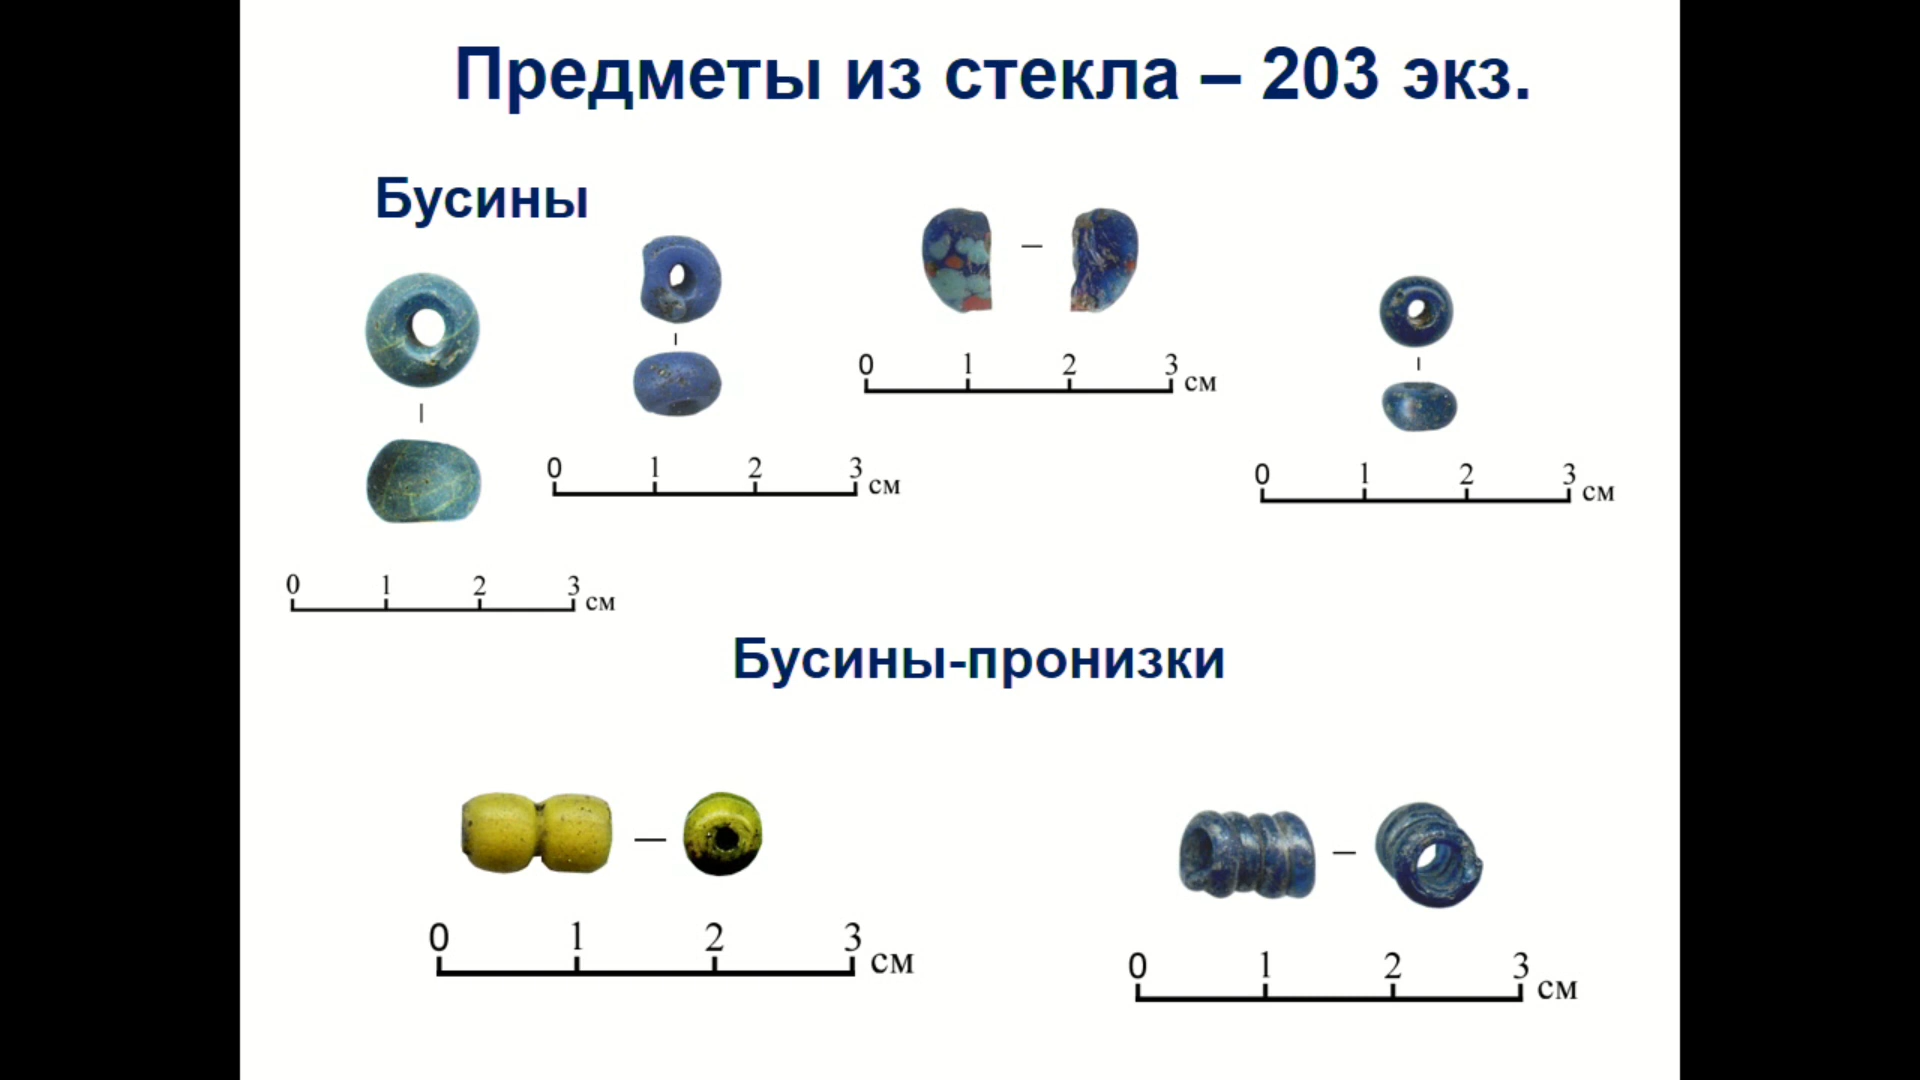 Предметы из стекла – 203 экз.
Бусины
0 1 2 3 см
0 1 2 3 см
0 1 2 3 см
0 1 2 3 см
Бусины-пронизки
0 1 2 3 см
0 1 2 3 см